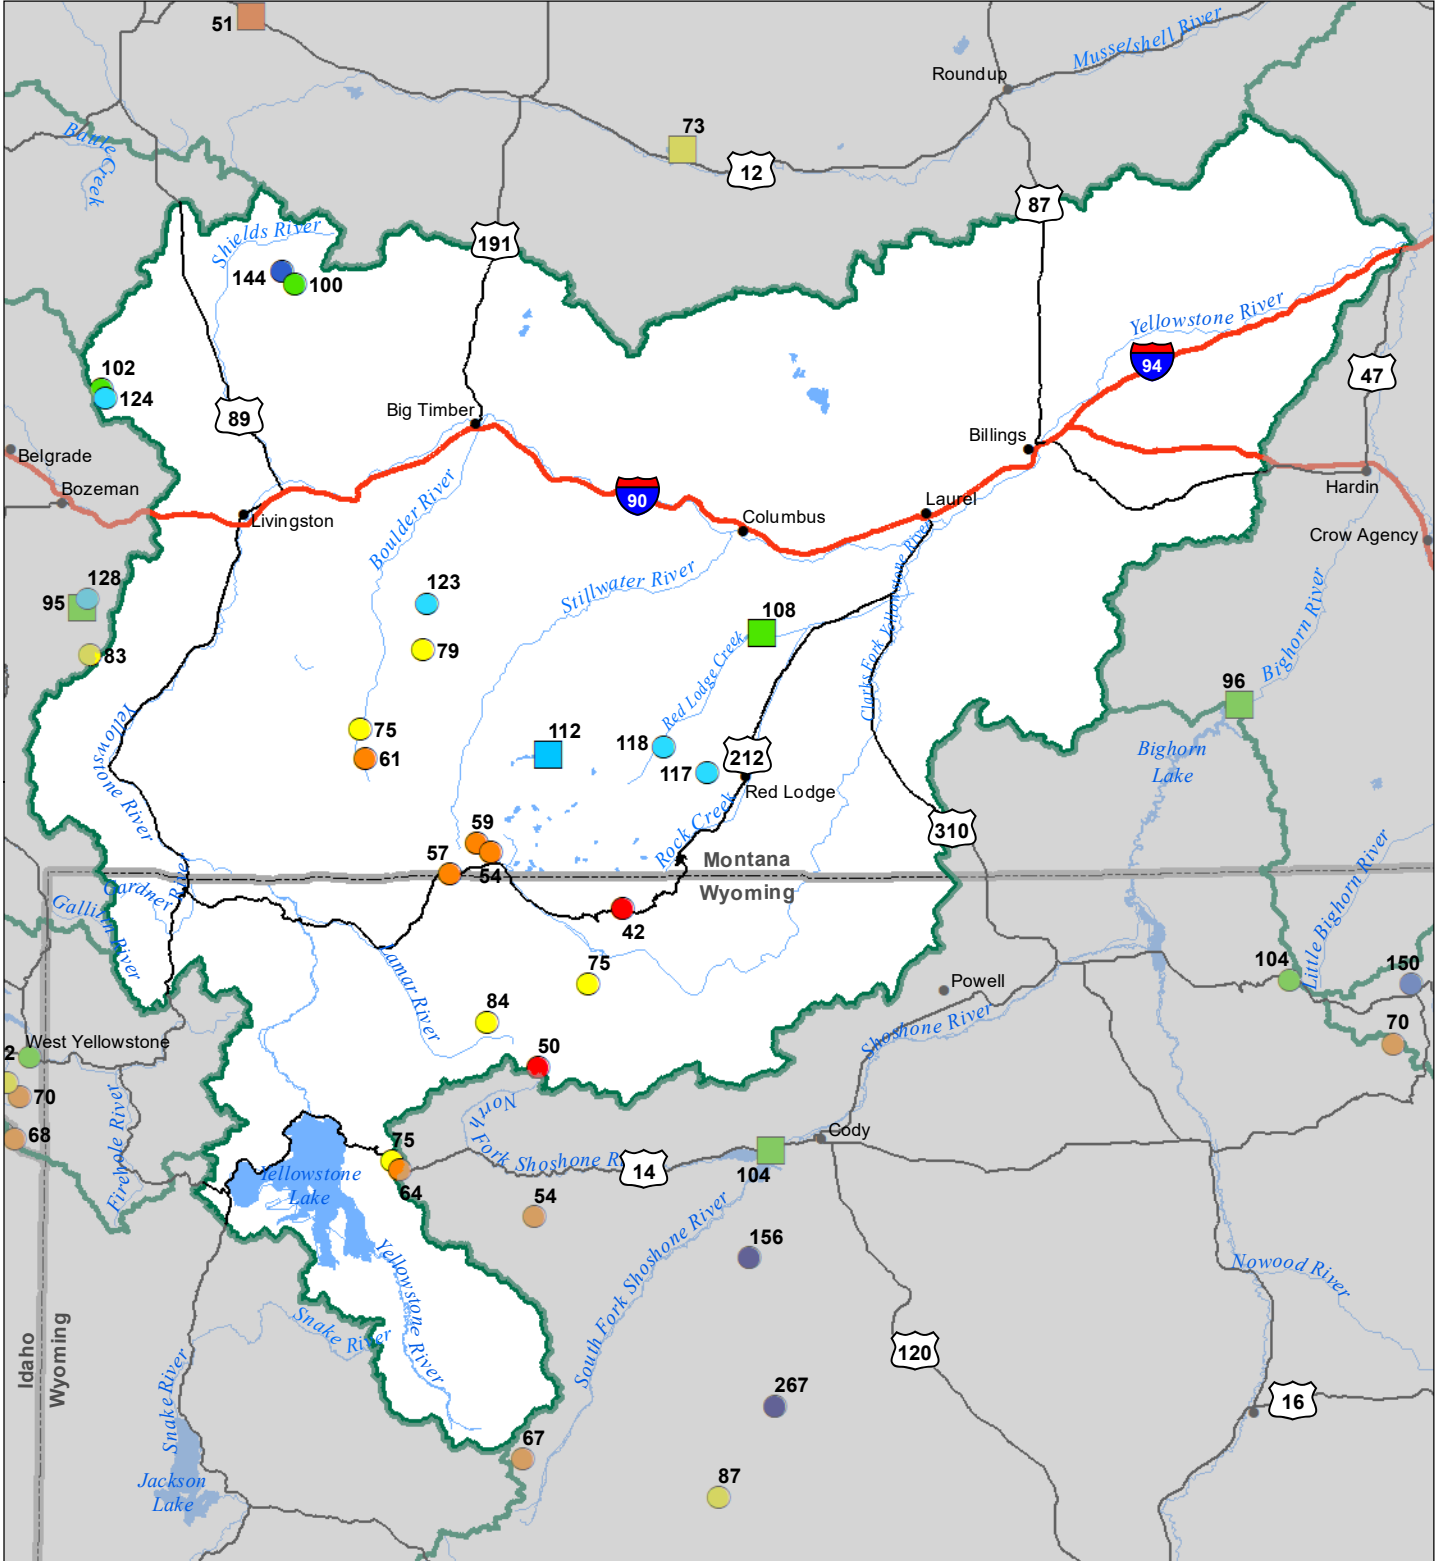 51
Musselshell River
Roundup
73
12
Battle Creek
87
Shields River
191
144
100
Yellowstone River
94
47
102
124
89
Big Timber
Billings
Belgrade
Bozeman
90
Livingston
Columbus
Laurel
Hardin
Crow Agency
Boulder River
Stillwater River
128
95
123
108
83
79
Red Lodge Creek
Clarks Fork Yellowstone River
Bighorn River
96
Yellowstone River
75
61
112
118
117
212
Red Lodge
Bighorn
Lake
310
59
57
54
Rock Creek
Montana
Wyoming
Gardner River
Gallatin River
42
Little Bighorn River
Lamar River
75
Powell
104
150
84
Shoshone River
70
2
West Yellowstone
50
70
68
Firehole River
North Fork Shoshone R
14
Cody
75
64
104
Yellowstone
Lake
54
156
South Fork Shoshone River
Yellowstone River
Nowood River
Snake River
Idaho
Wyoming
120
Snake River
267
16
67
Jackson
Lake
87